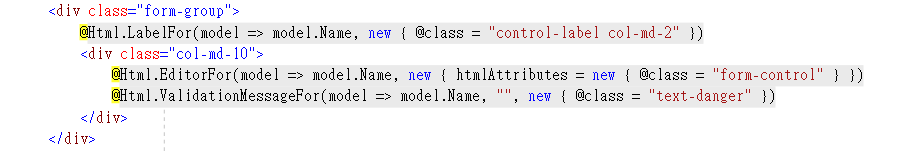 <div class="form-group">
@Html.LabelFor(model => model.Name, new { @class = "control-label col-md-2" })
<div class="col-md-10">
@Html.EditorFor(model => model.Name, new { htmlAttributes = new { @class = "form-control" } })
@Html.ValidationMessageFor(model => model.Name, "", new { @class = "text-danger" })
</div>
</div>